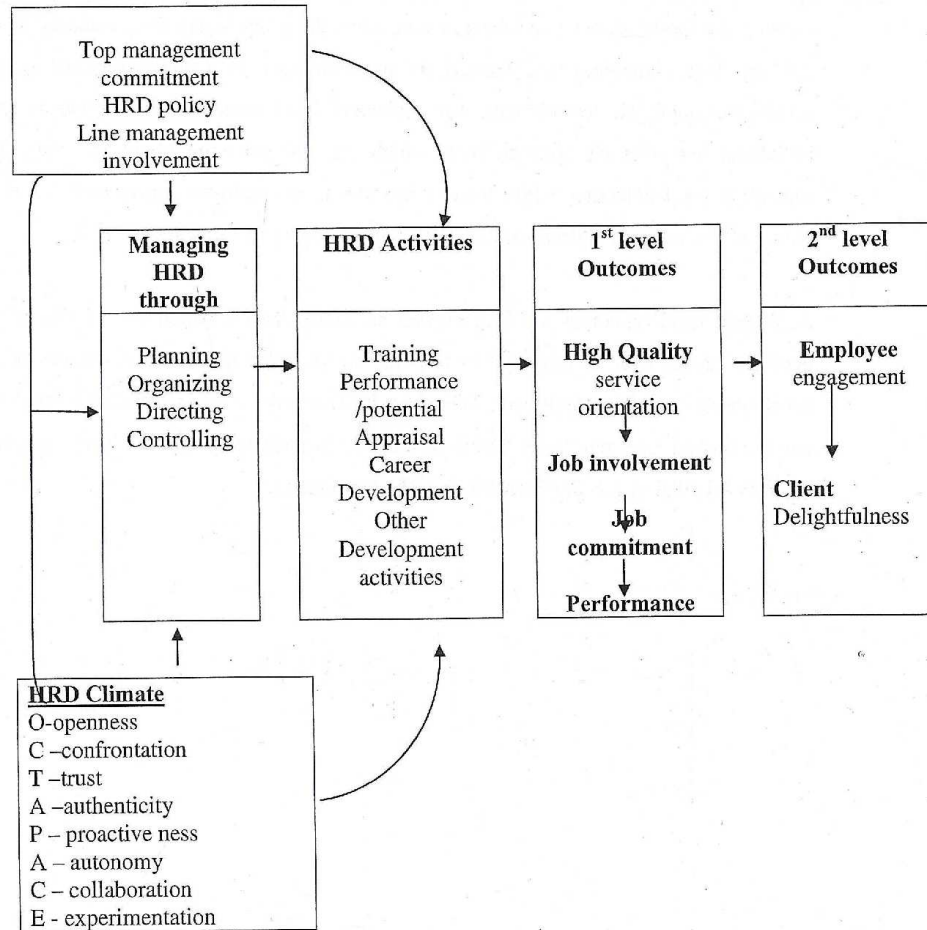 Top management
commitment
HRD policy
Line management
involvement
Managing
HRD
through
Planning
Organizing
Directing
Controlling
HRD Activities
Training
Performance
/potential
Appraisal
Career
Development
Other
Development
activities
1st level
Outcomes
High Quality
service
orientation
Job involvement
Job
commitment
Performance
2nd level
Outcomes
Employee
engagement
Client
Delightfulness
HRD Climate
O-openness
C –confrontation
T –trust
A –authenticity
P – proactive ness
A – autonomy
C – collaboration
E - experimentation